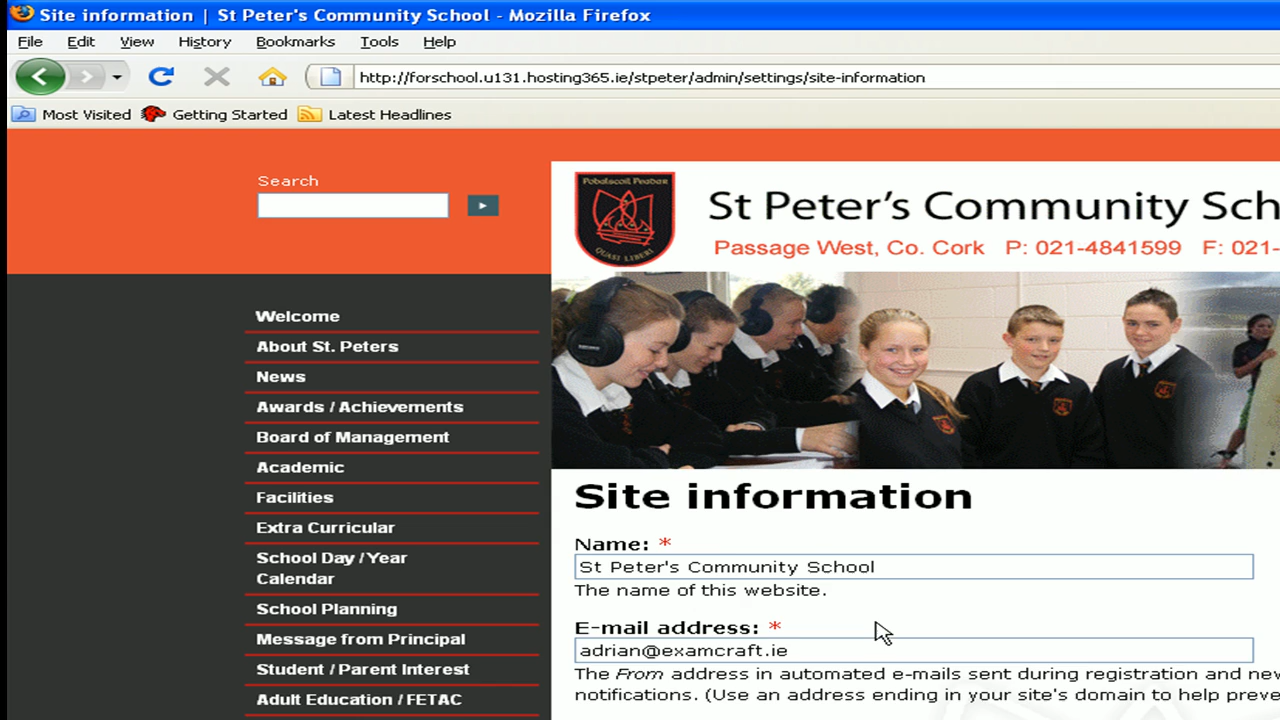 Site information | St Peter's Community School - Mozilla Firefox
File Edit View History Bookmarks Tools Help
http://forschool.u131.hosting365.ie/stpeter/admin/settings/site-information
Most Visited Getting Started Latest Headlines
Search
Pobalscoil Peadar
QUASI LIBERI
St Peter's Community Sch
Passage West, Co. Cork P: 021-4841599 F: 021-
Welcome
About St. Peters
News
Awards / Achievements
Board of Management
Academic
Facilities
Extra Curricular
School Day / Year
Calendar
School Planning
Message from Principal
Student / Parent Interest
Adult Education / FETAC
Site information
Name: *
St Peter's Community School
The name of this website.
E-mail address: *
adrian@examcraft.ie
The From address in automated e-mails sent during registration and new
notifications. (Use an address ending in your site's domain to help preve